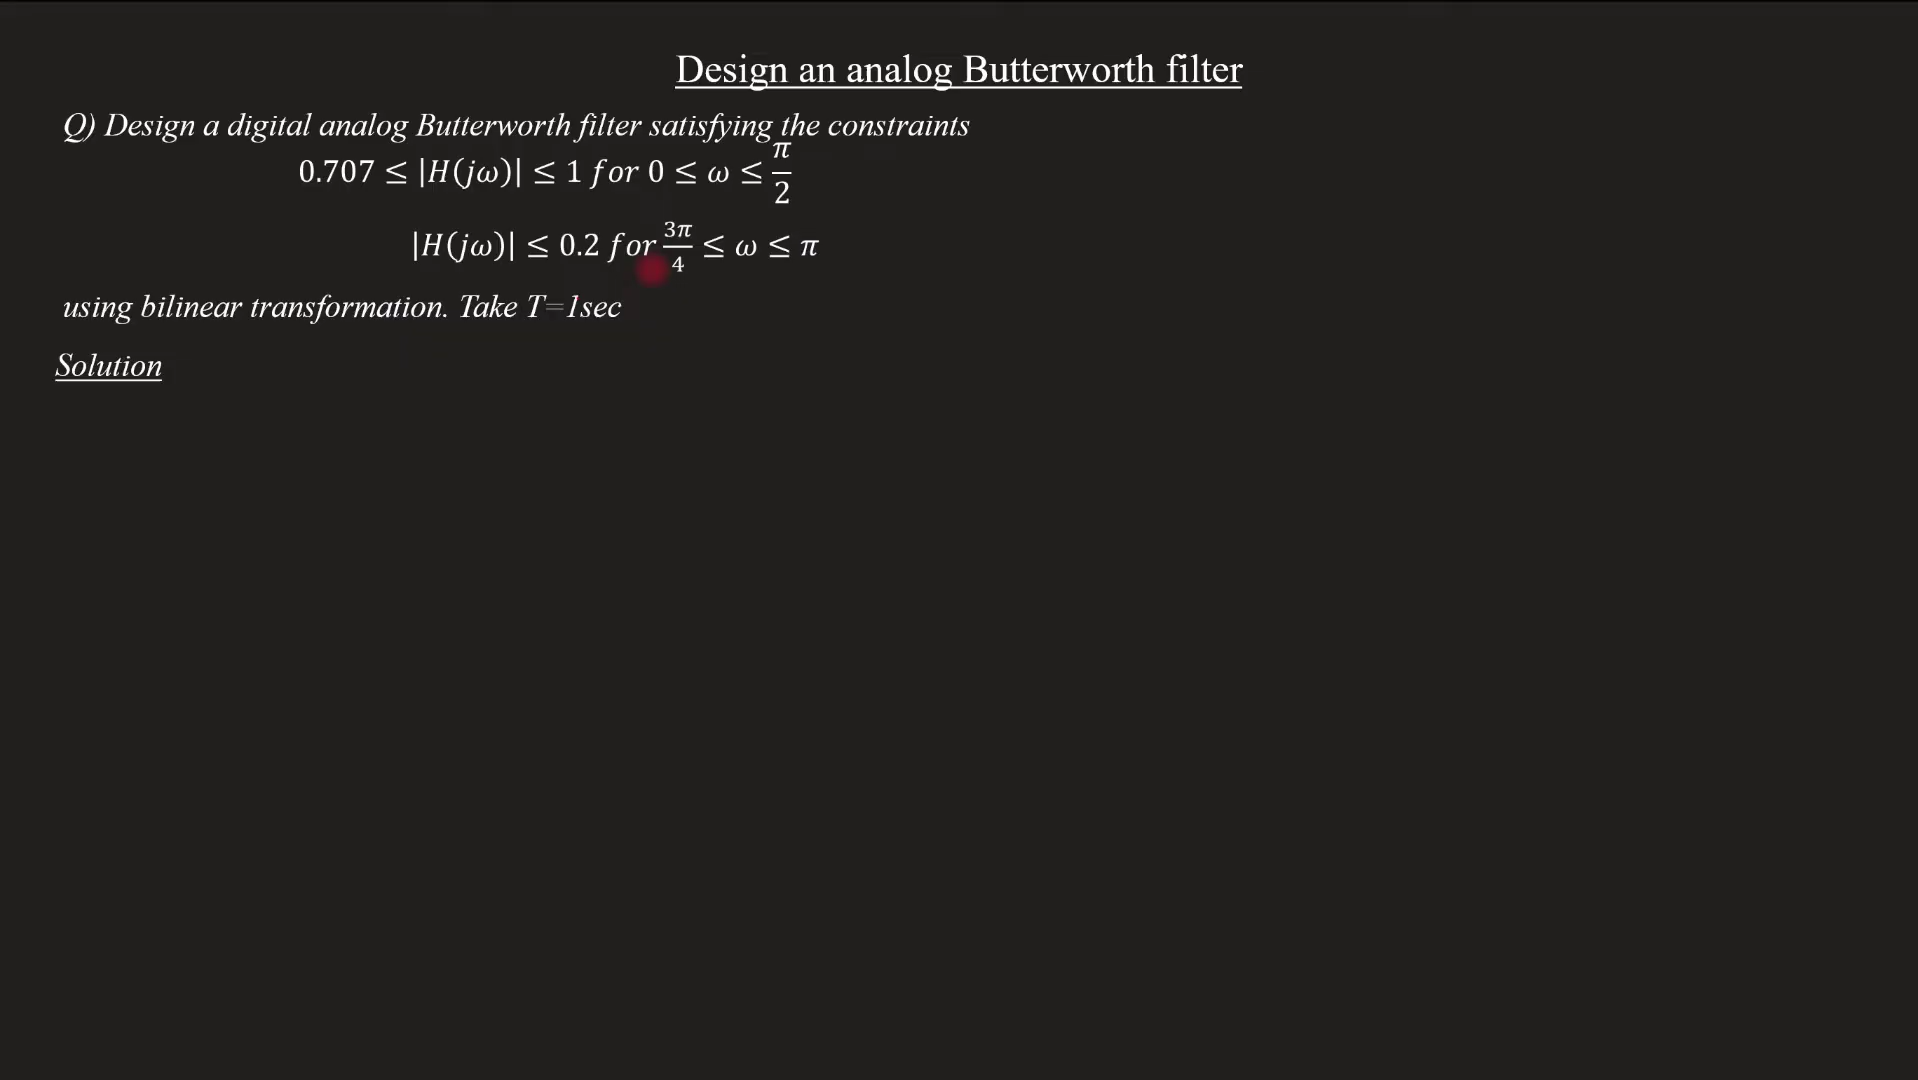 Design an analog Butterworth filter
Q) Design a digital analog Butterworth filter satisfying the constraints
0.707 ≤ |H(jω)| ≤ 1 for 0 ≤ ω ≤ π/2
|H(jω)| ≤ 0.2 for 3π/4 ≤ ω ≤ π
using bilinear transformation. Take T=1sec
Solution